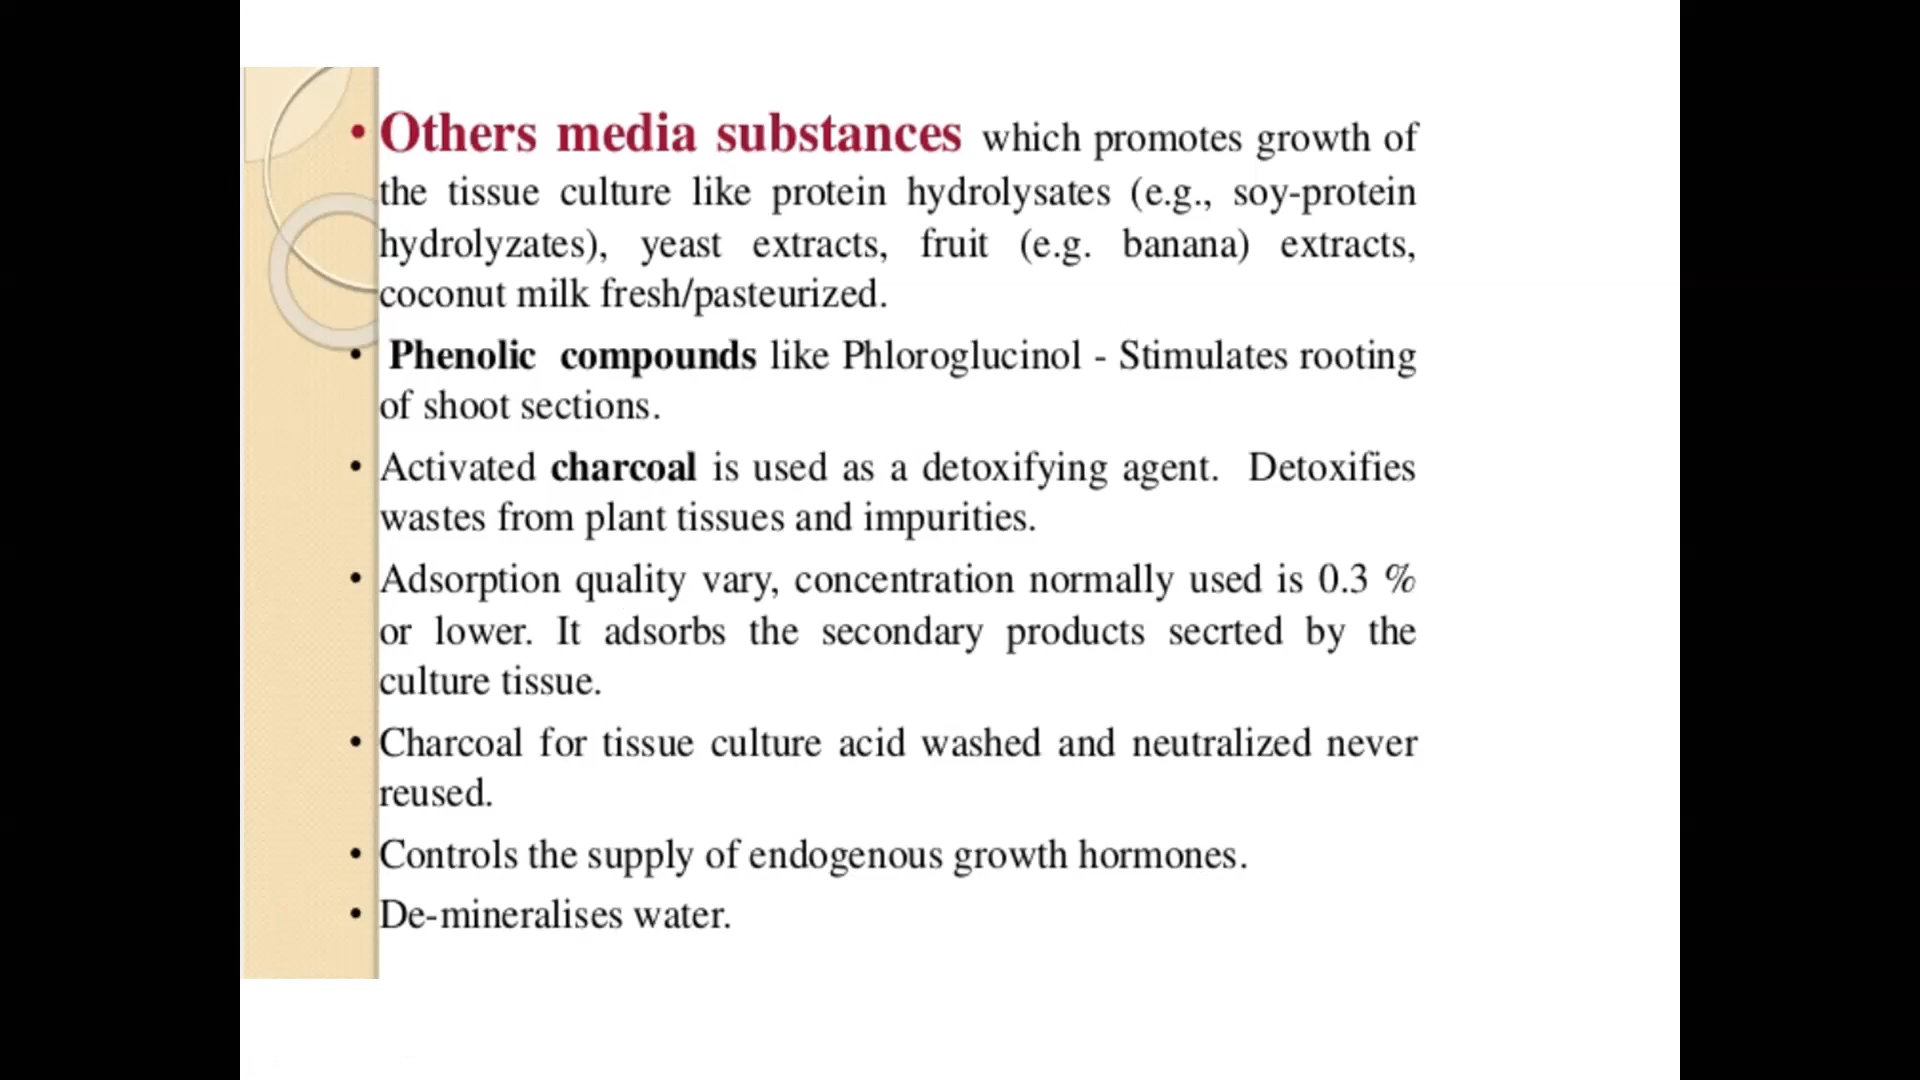 • Others media substances which promotes growth of
the tissue culture like protein hydrolysates (e.g., soy-protein
hydrolyzates), yeast extracts, fruit (e.g. banana) extracts,
coconut milk fresh/pasteurized.
• Phenolic compounds like Phloroglucinol - Stimulates rooting
of shoot sections.
• Activated charcoal is used as a detoxifying agent. Detoxifies
wastes from plant tissues and impurities.
• Adsorption quality vary, concentration normally used is 0.3 %
or lower. It adsorbs the secondary products secrted by the
culture tissue.
• Charcoal for tissue culture acid washed and neutralized never
reused.
• Controls the supply of endogenous growth hormones.
• De-mineralises water.